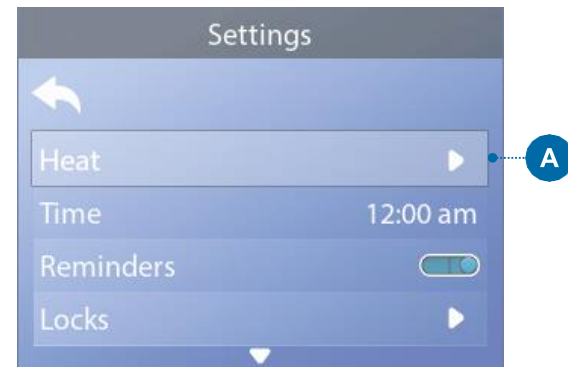 Settings
Heat
A
Time 12:00 am
Reminders
Locks